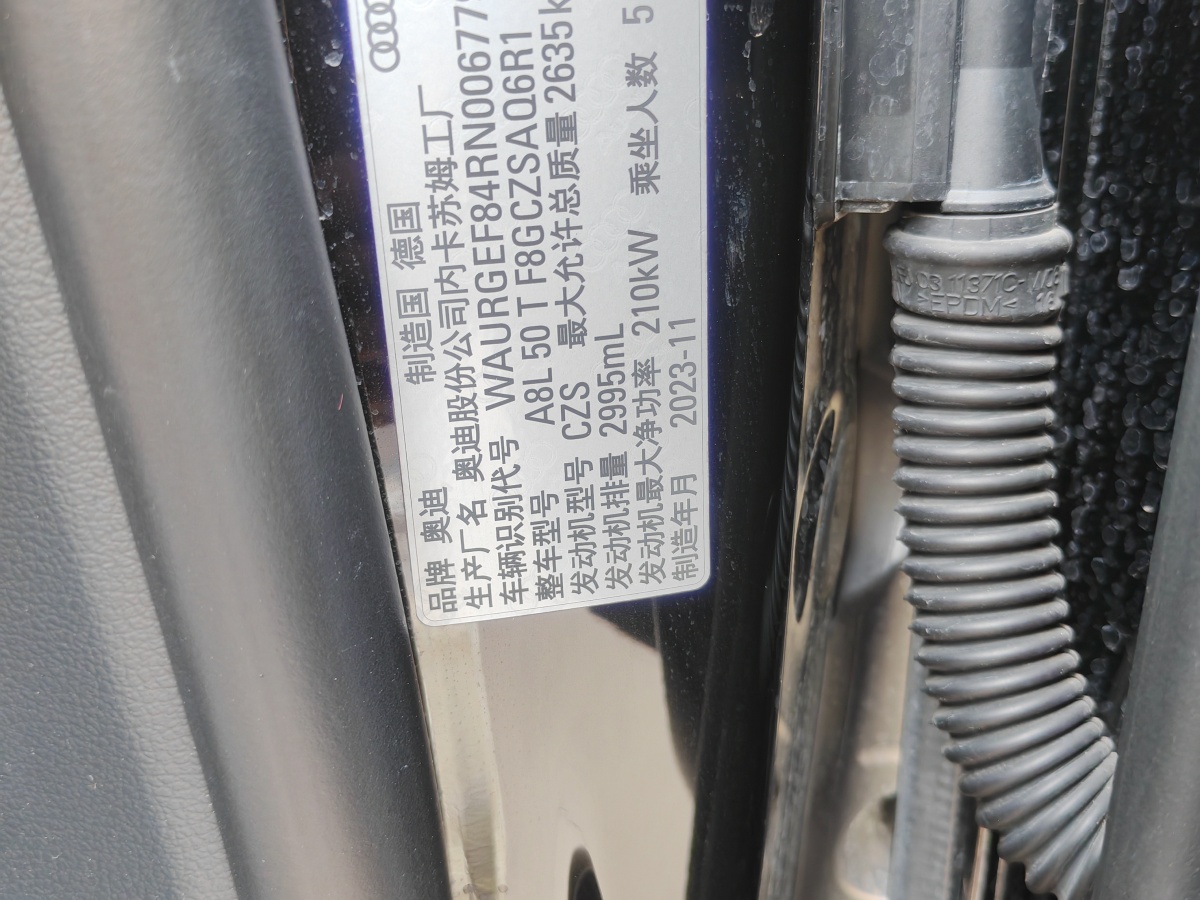 品牌 奥迪 制造国 德国
生产厂名 奥迪股份公司内卡苏姆工厂
车辆识别代号 WAURGEF84RN00677
整车型号 A8L 50 T F8GCZSAQ6R1
发动机型号 CZS 最大允许总质量 2635k
发动机排量 2995mL
发动机最大净功率 210kW 乘坐人数 5
制造年月 2023-11
11371C-
>EPDM<